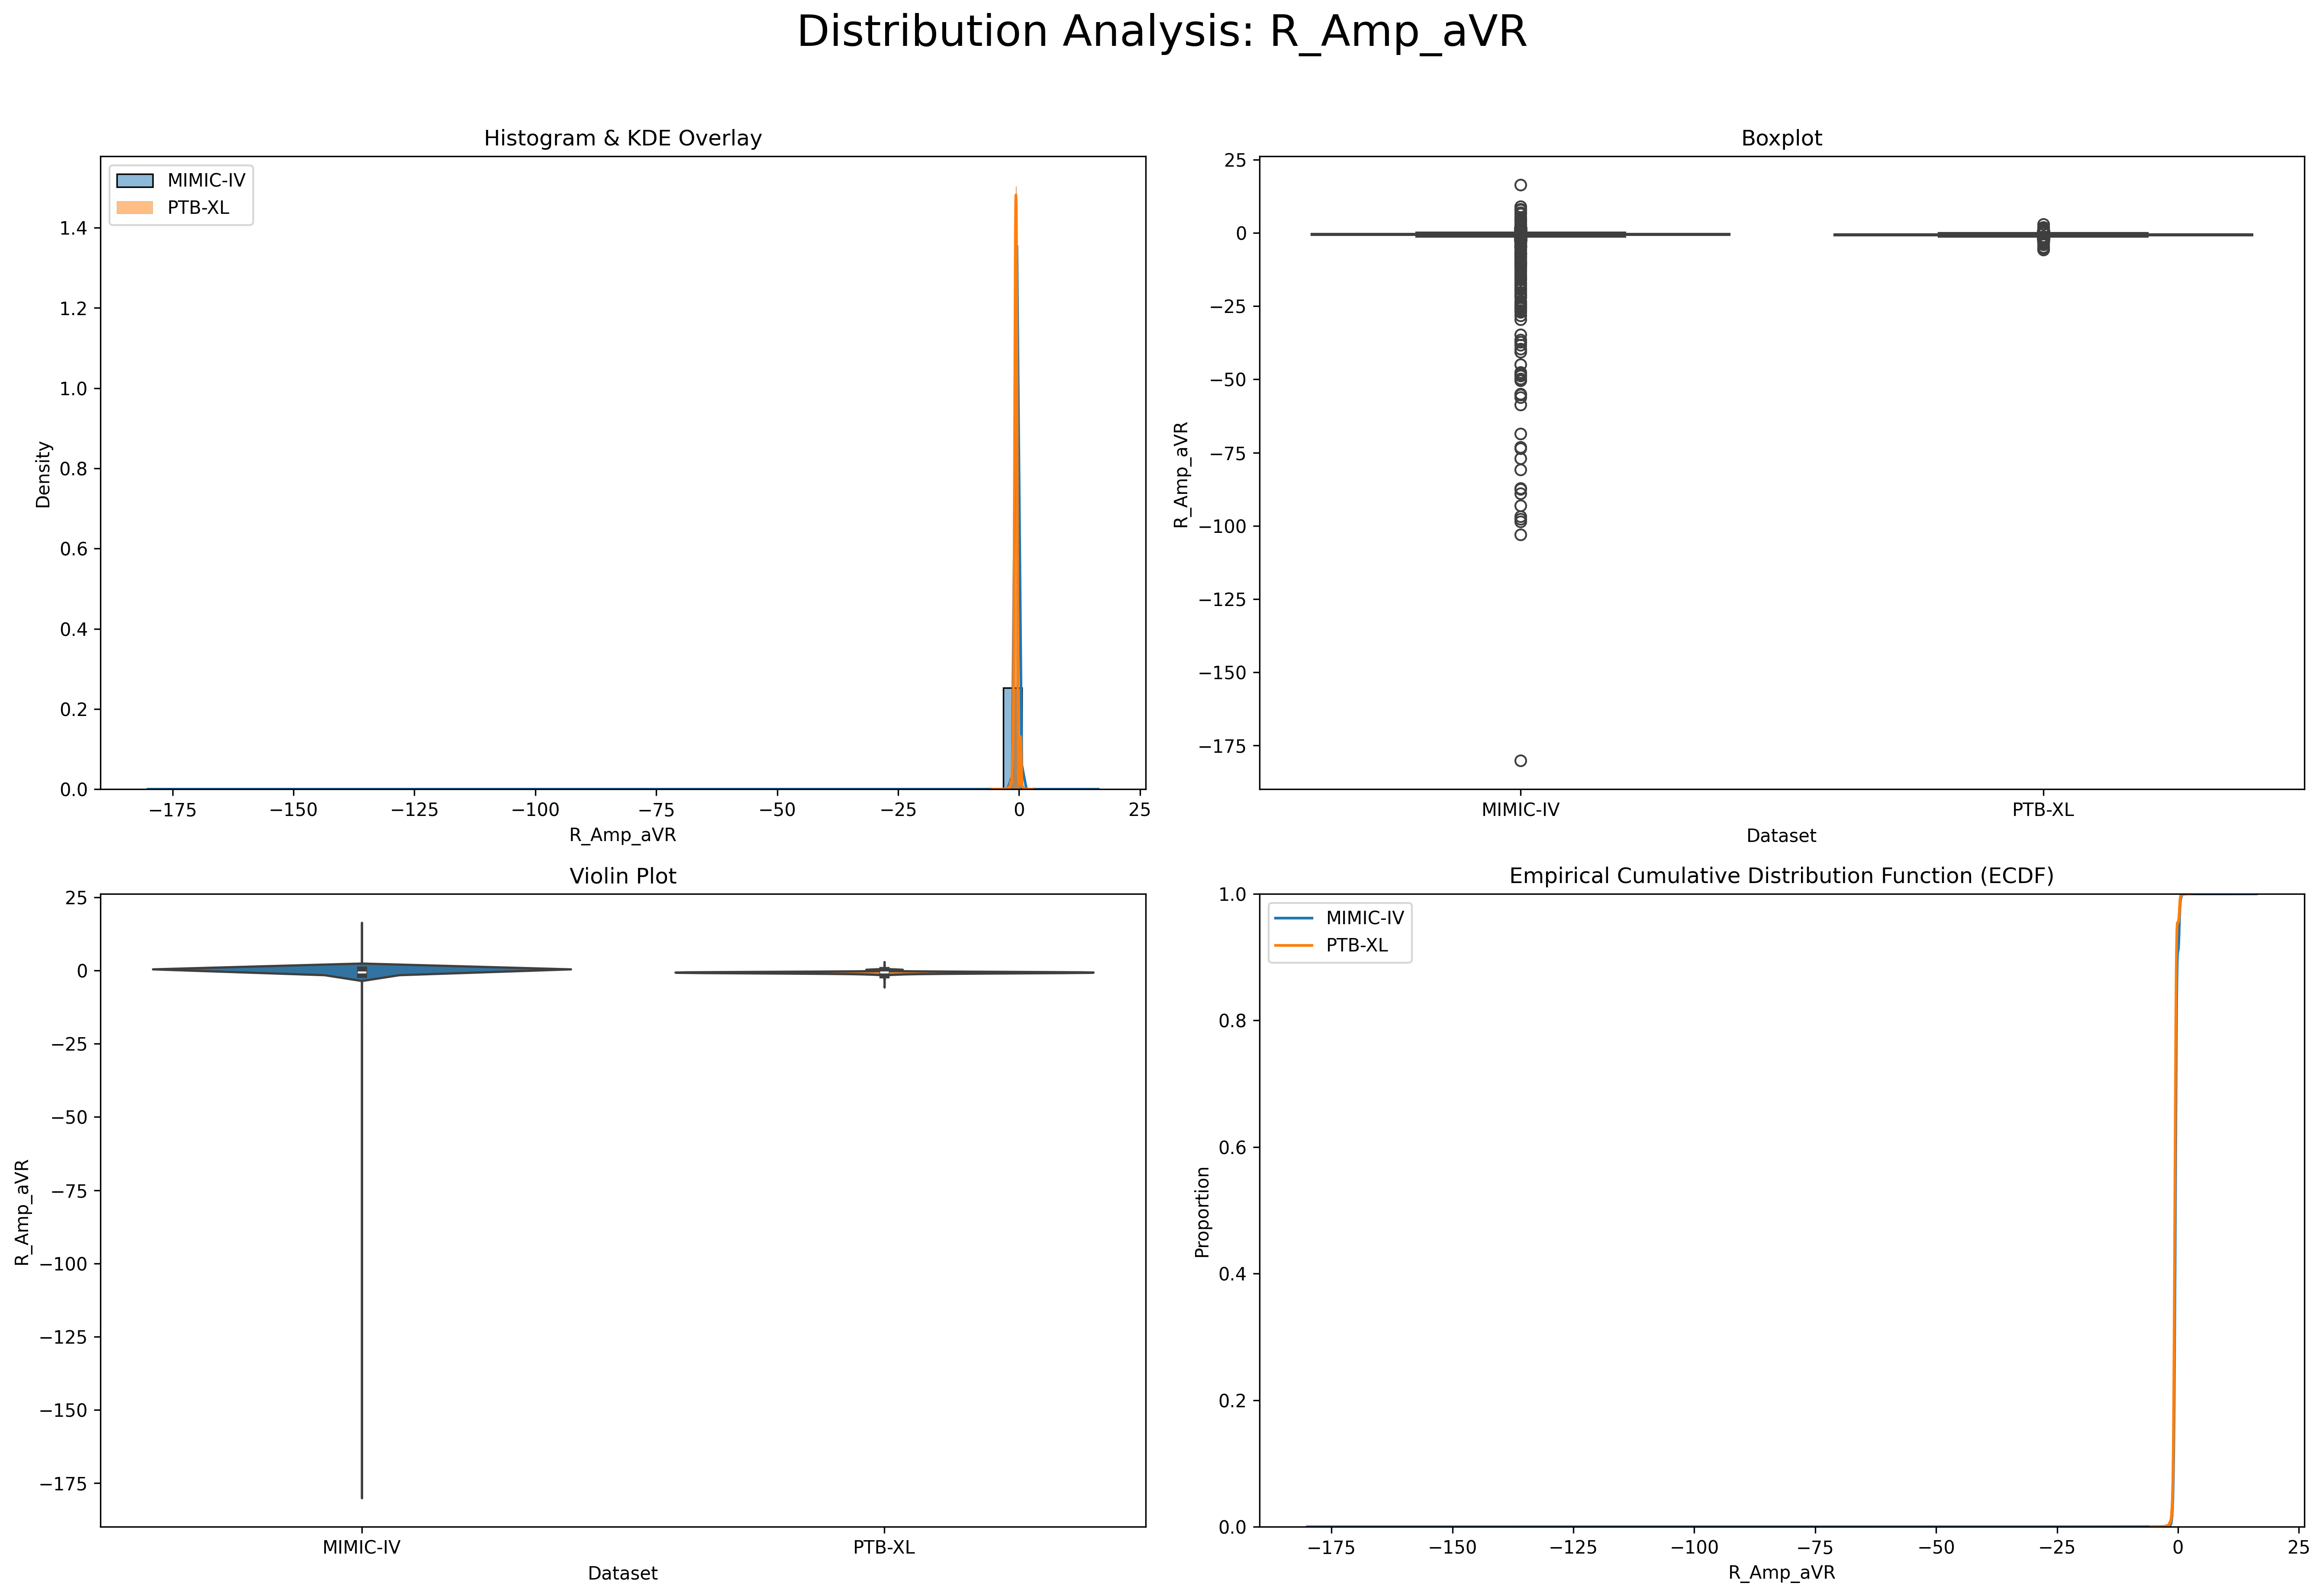 Distribution Analysis: R_Amp_aVR
Histogram & KDE Overlay
MIMIC-IV
PTB-XL
1.4
1.2
1.0
0.8
0.6
0.4
0.2
0.0
Density
−175 −150 −125 −100 −75 −50 −25 0 25
R_Amp_aVR
Boxplot
25
0
−25
−50
−75
−100
−125
−150
−175
R_Amp_aVR
MIMIC-IV PTB-XL
Dataset
Violin Plot
25
0
−25
−50
−75
−100
−125
−150
−175
R_Amp_aVR
MIMIC-IV PTB-XL
Dataset
Empirical Cumulative Distribution Function (ECDF)
MIMIC-IV
PTB-XL
1.0
0.8
0.6
0.4
0.2
0.0
Proportion
−175 −150 −125 −100 −75 −50 −25 0 25
R_Amp_aVR